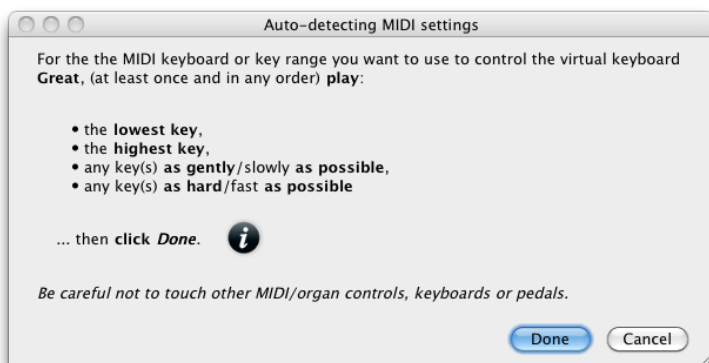 Auto-detecting MIDI settings
For the the MIDI keyboard or key range you want to use to control the virtual keyboard
Great, (at least once and in any order) play:
• the lowest key,
• the highest key,
• any key(s) as gently/slowly as possible,
• any key(s) as hard/fast as possible
... then click Done. i
Be careful not to touch other MIDI/organ controls, keyboards or pedals.
Done Cancel